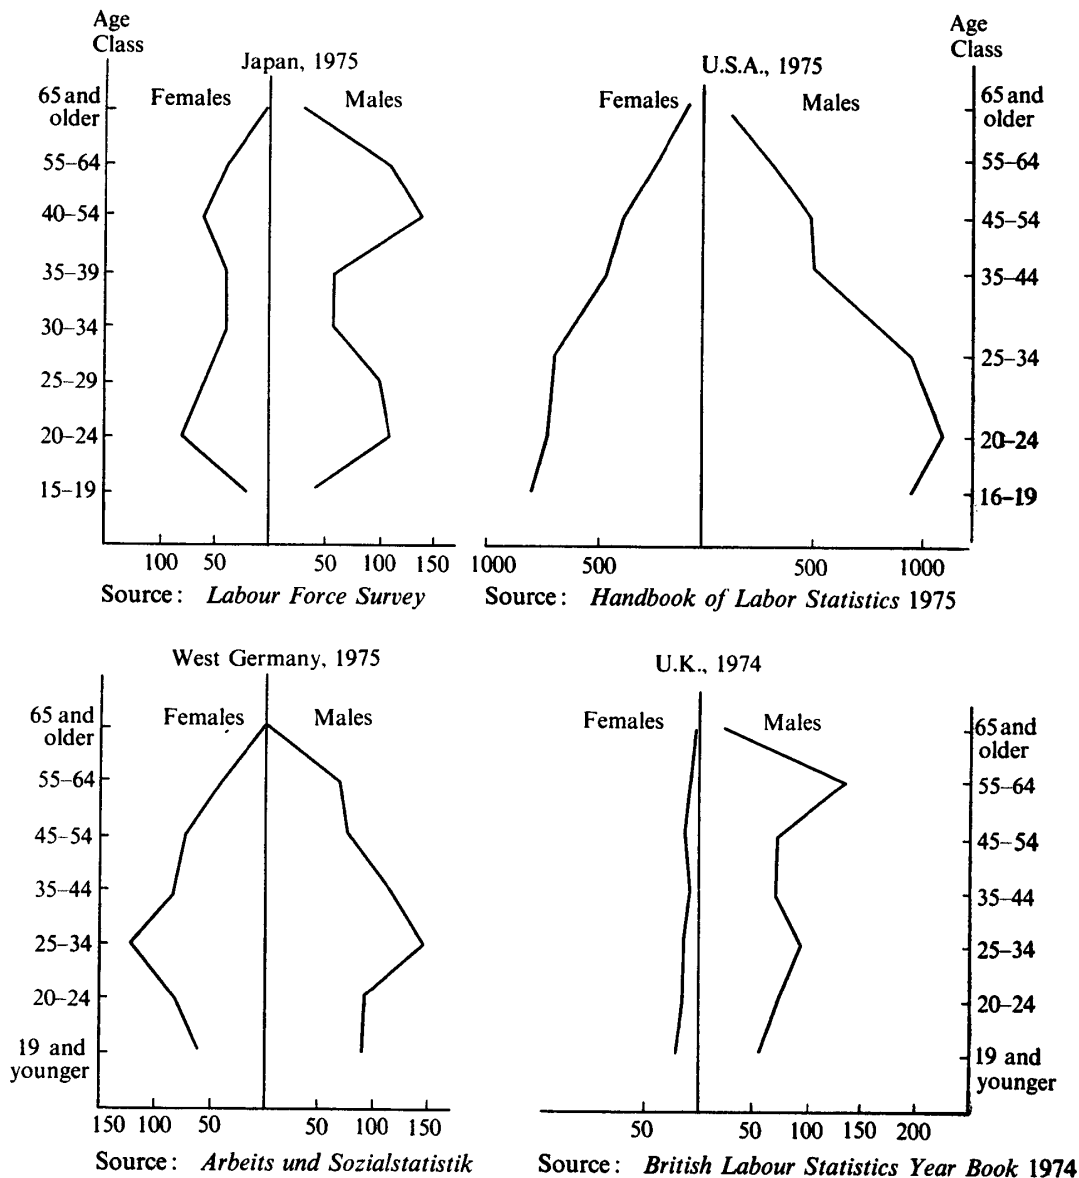 Age
Class
Japan, 1975
Females
Males
65 and
older
55–64
40–54
35–39
30–34
25–29
20–24
15–19
100 50
50 100 150
Source: Labour Force Survey
Age
Class
U.S.A., 1975
Females
Males
65 and
older
55–64
45–54
35–44
25–34
20–24
16–19
1000 500
500 1000
Source: Handbook of Labor Statistics 1975
West Germany, 1975
Females
Males
65 and
older
55–64
45–54
35–44
25–34
20–24
19 and
younger
150 100 50
50 100 150
Source: Arbeits und Sozialstatistik
U.K., 1974
Females
Males
65 and
older
55–64
45–54
35–44
25–34
20–24
19 and
younger
50
50 100 150 200
Source: British Labour Statistics Year Book 1974